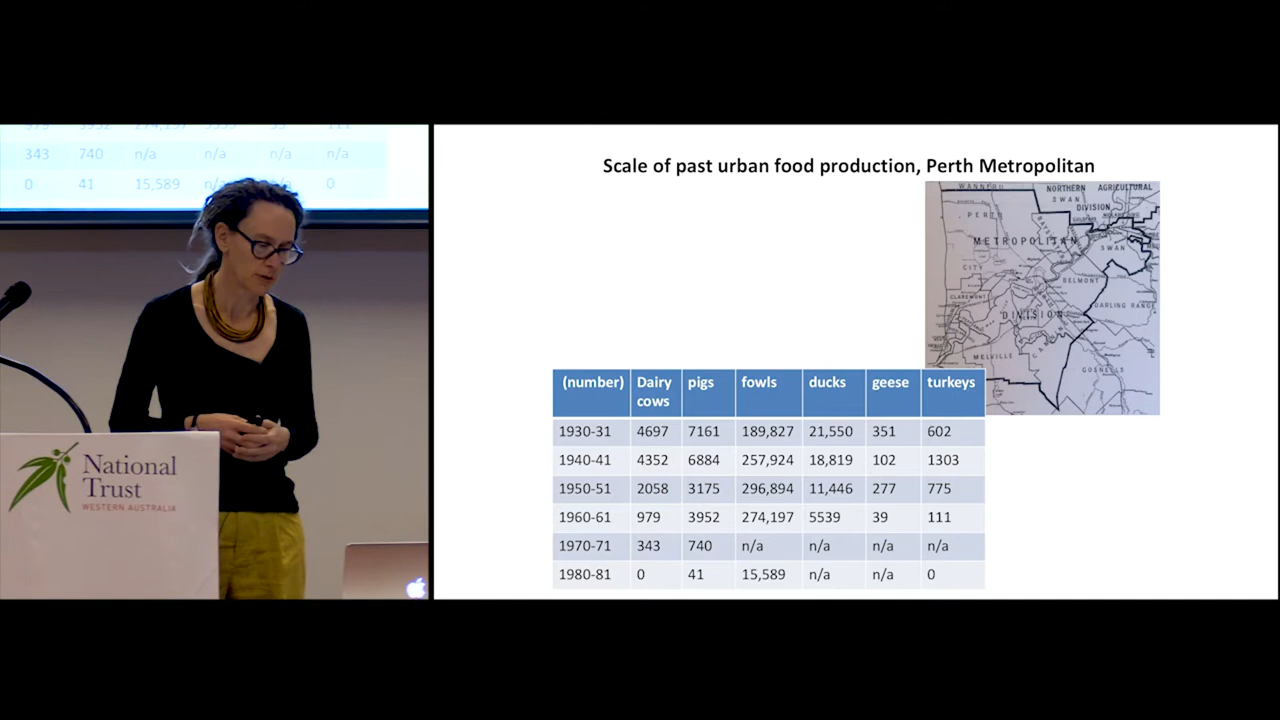 343 740 n/a n/a n/a n/a
0 41 15,589 n/a 0
National
Trust
WESTERN AUSTRALIA
Scale of past urban food production, Perth Metropolitan
WANNEROO
NORTHERN AGRICULTURAL
SWAN
DIVISION
PERTH
METROPOLITAN
SWAN
CITY
BELMONT
CLAREMONT
DARLING RANGE
DIVISION
MELVILLE
CANNING
GOSNELLS
(number) Dairy cows pigs fowls ducks geese turkeys
1930-31 4697 7161 189,827 21,550 351 602
1940-41 4352 6884 257,924 18,819 102 1303
1950-51 2058 3175 296,894 11,446 277 775
1960-61 979 3952 274,197 5539 39 111
1970-71 343 740 n/a n/a n/a n/a
1980-81 0 41 15,589 n/a n/a 0